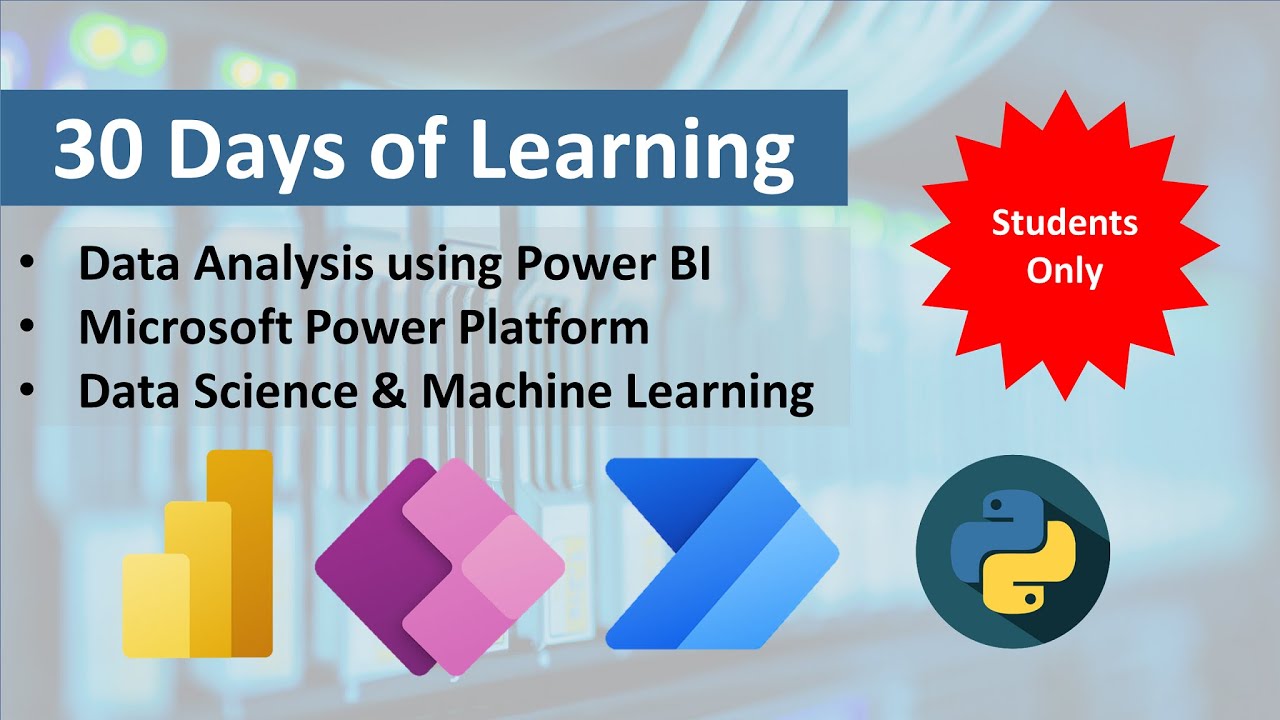 30 Days of Learning
• Data Analysis using Power BI
• Microsoft Power Platform
• Data Science & Machine Learning
Students
Only